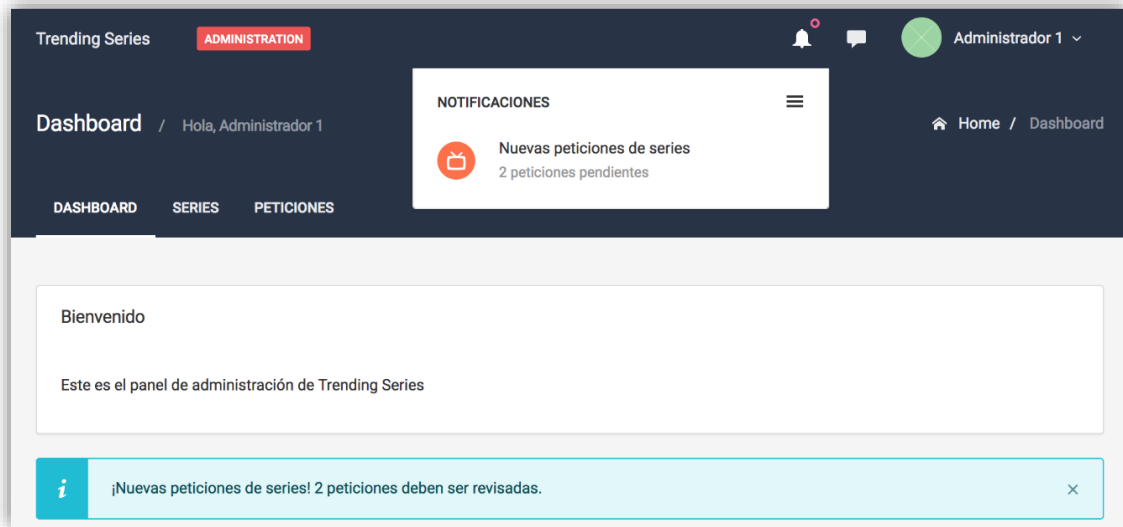 Trending Series ADMINISTRATION Administrador 1
NOTIFICACIONES
Dashboard / Hola, Administrador 1
Home / Dashboard
Nuevas peticiones de series
2 peticiones pendientes
DASHBOARD SERIES PETICIONES
Bienvenido
Este es el panel de administración de Trending Series
i ¡Nuevas peticiones de series! 2 peticiones deben ser revisadas. ×